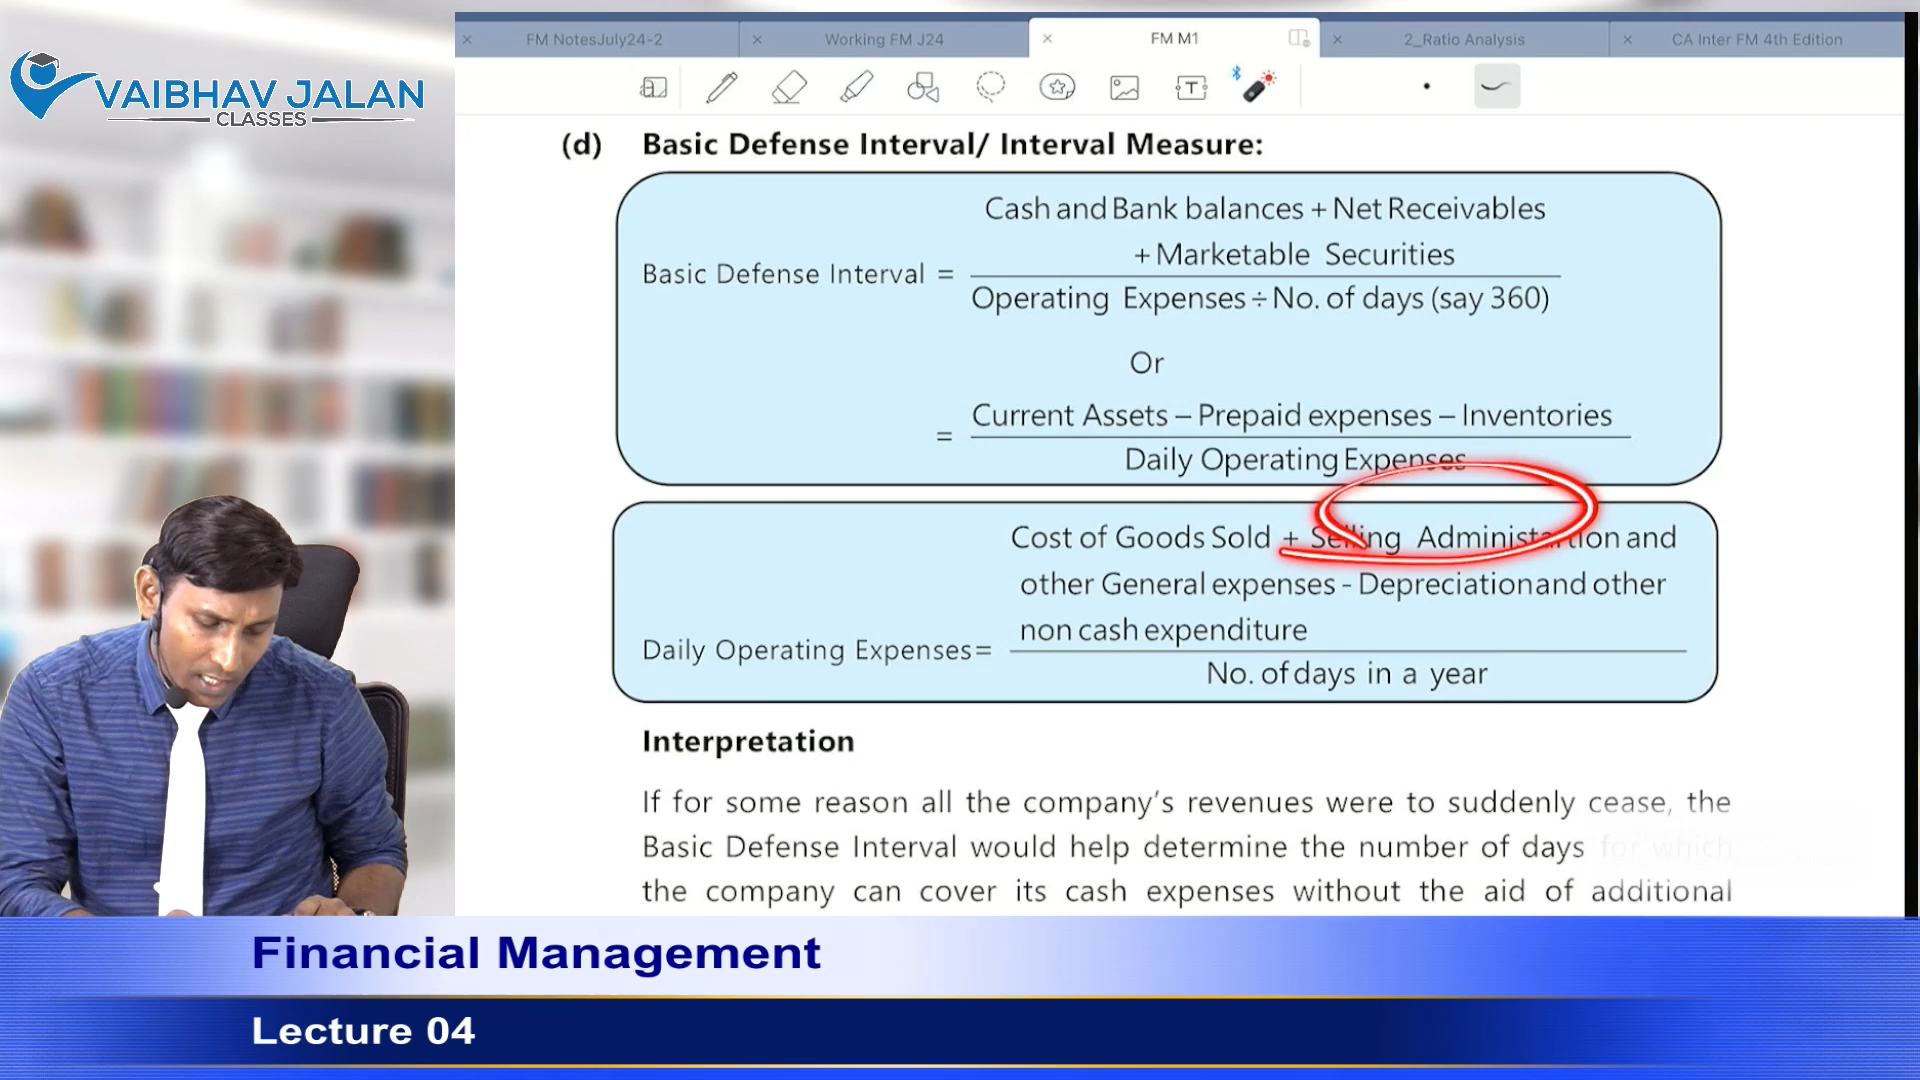 VAIBHAV JALAN
CLASSES
FM NotesJuly24-2
Working FM J24
FM M1
2_Ratio Analysis
CA Inter FM 4th Edition
(d) Basic Defense Interval/ Interval Measure:
Cash and Bank balances + Net Receivables
+ Marketable Securities
Basic Defense Interval =
Operating Expenses ÷ No. of days (say 360)
Or
Current Assets – Prepaid expenses – Inventories
=
Daily Operating Expenses
Cost of Goods Sold + Selling Administartion and
other General expenses - Depreciation and other
non cash expenditure
Daily Operating Expenses =
No. of days in a year
Interpretation
If for some reason all the company's revenues were to suddenly cease, the
Basic Defense Interval would help determine the number of days for which
the company can cover its cash expenses without the aid of additional
Financial Management
Lecture 04